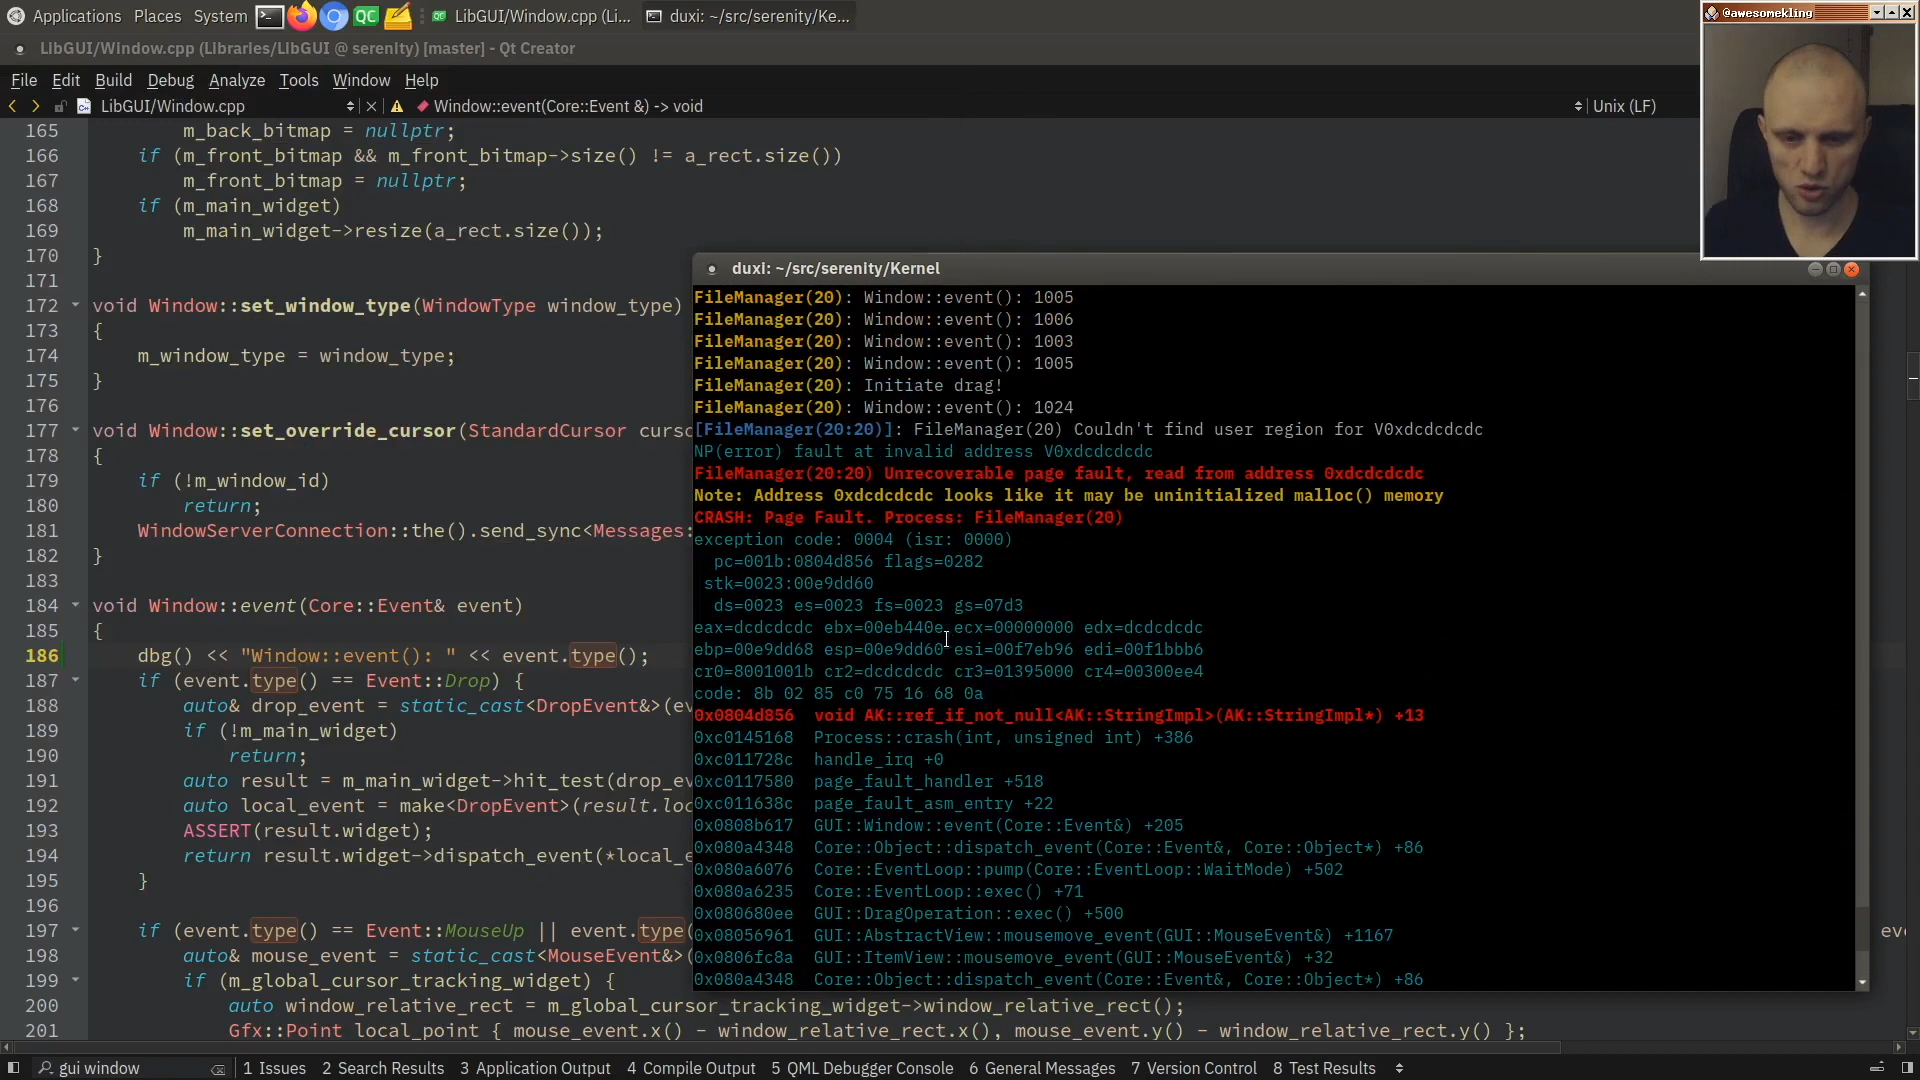 Applications Places System LibGUI/Window.cpp (Li... duxi: ~/src/serenity/Ke...
@awesomekling
LibGUI/Window.cpp (Libraries/LibGUI @ serenity) [master] - Qt Creator
File Edit Build Debug Analyze Tools Window Help
LibGUI/Window.cpp Window::event(Core::Event &) -> void Unix (LF)
165 m_back_bitmap = nullptr;
166 if (m_front_bitmap && m_front_bitmap->size() != a_rect.size())
167 m_front_bitmap = nullptr;
168 if (m_main_widget)
169 m_main_widget->resize(a_rect.size());
170 }
171
172 void Window::set_window_type(WindowType window_type)
173 {
174 m_window_type = window_type;
175 }
176
177 void Window::set_override_cursor(StandardCursor curso
178 {
179 if (!m_window_id)
180 return;
181 WindowServerConnection::the().send_sync<Messages:
182 }
183
184 void Window::event(Core::Event& event)
185 {
186 dbg() << "Window::event(): " << event.type();
187 if (event.type() == Event::Drop) {
188 auto& drop_event = static_cast<DropEvent&>(ev
189 if (!m_main_widget)
190 return;
191 auto result = m_main_widget->hit_test(drop_ev
192 auto local_event = make<DropEvent>(result.loc
193 ASSERT(result.widget);
194 return result.widget->dispatch_event(*local_e
195 }
196
197 if (event.type() == Event::MouseUp || event.type( eve
198 auto& mouse_event = static_cast<MouseEvent&>(
199 if (m_global_cursor_tracking_widget) {
200 auto window_relative_rect = m_global_cursor_tracking_widget->window_relative_rect();
201 Gfx::Point local_point { mouse_event.x() - window_relative_rect.x(), mouse_event.y() - window_relative_rect.y() };
duxi: ~/src/serenity/Kernel
FileManager(20): Window::event(): 1005
FileManager(20): Window::event(): 1006
FileManager(20): Window::event(): 1003
FileManager(20): Window::event(): 1005
FileManager(20): Initiate drag!
FileManager(20): Window::event(): 1024
[FileManager(20:20)]: FileManager(20) Couldn't find user region for V0xdcdcdcdc
NP(error) fault at invalid address V0xdcdcdcdc
FileManager(20:20) Unrecoverable page fault, read from address 0xdcdcdcdc
Note: Address 0xdcdcdcdc looks like it may be uninitialized malloc() memory
CRASH: Page Fault. Process: FileManager(20)
exception code: 0004 (isr: 0000)
pc=001b:0804d856 flags=0282
stk=0023:00e9dd60
ds=0023 es=0023 fs=0023 gs=07d3
eax=dcdcdcdc ebx=00eb440e ecx=00000000 edx=dcdcdcdc
ebp=00e9dd68 esp=00e9dd60 esi=00f7eb96 edi=00f1bbb6
cr0=8001001b cr2=dcdcdcdc cr3=01395000 cr4=00300ee4
code: 8b 02 85 c0 75 16 68 0a
0x0804d856 void AK::ref_if_not_null<AK::StringImpl>(AK::StringImpl*) +13
0xc0145168 Process::crash(int, unsigned int) +386
0xc011728c handle_irq +0
0xc0117580 page_fault_handler +518
0xc011638c page_fault_asm_entry +22
0x0808b617 GUI::Window::event(Core::Event&) +205
0x080a4348 Core::Object::dispatch_event(Core::Event&, Core::Object*) +86
0x080a6076 Core::EventLoop::pump(Core::EventLoop::WaitMode) +502
0x080a6235 Core::EventLoop::exec() +71
0x080680ee GUI::DragOperation::exec() +500
0x08056961 GUI::AbstractView::mousemove_event(GUI::MouseEvent&) +1167
0x0806fc8a GUI::ItemView::mousemove_event(GUI::MouseEvent&) +32
0x080a4348 Core::Object::dispatch_event(Core::Event&, Core::Object*) +86
gui window 1 Issues 2 Search Results 3 Application Output 4 Compile Output 5 QML Debugger Console 6 General Messages 7 Version Control 8 Test Results